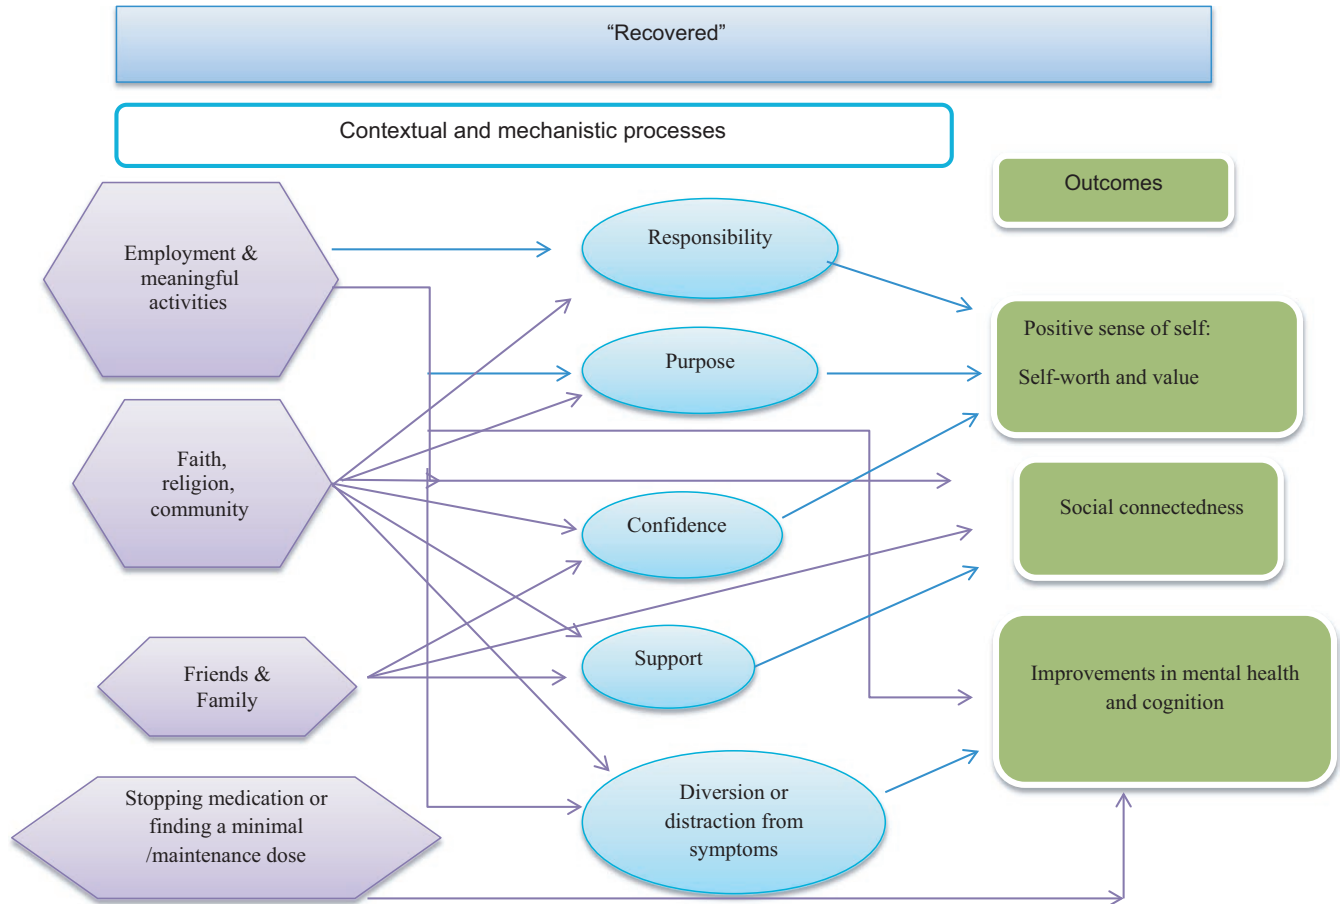 “Recovered”
Contextual and mechanistic processes
Outcomes
Employment &
meaningful
activities
Faith,
religion,
community
Friends &
Family
Stopping medication or
finding a minimal
/maintenance dose
Responsibility
Purpose
Confidence
Support
Diversion or
distraction from
symptoms
Positive sense of self:
Self-worth and value
Social connectedness
Improvements in mental health
and cognition